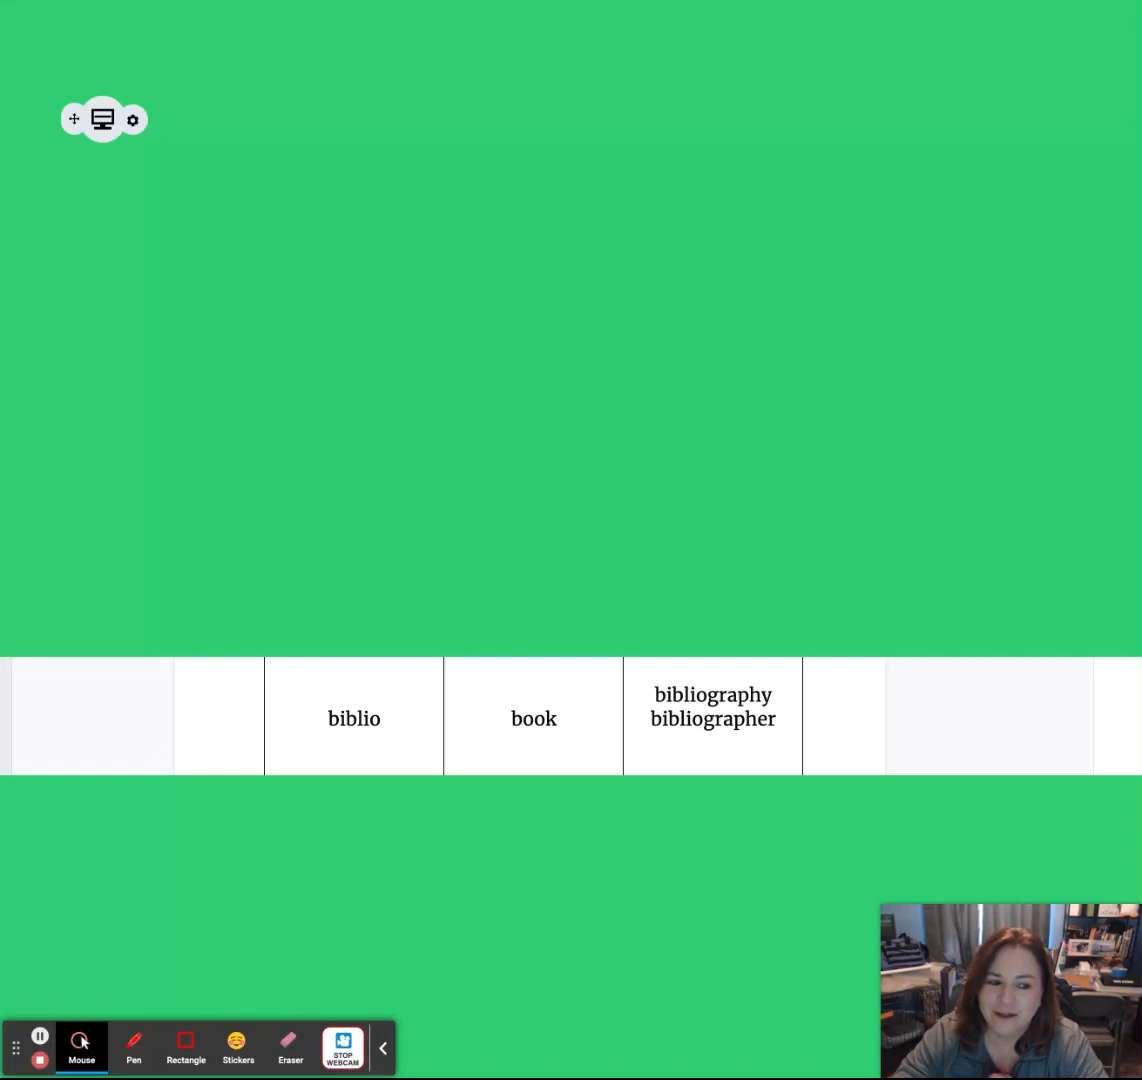 biblio
book
bibliography
bibliographer
Mouse
Pen
Rectangle
Stickers
Eraser
STOP
WEBCAM